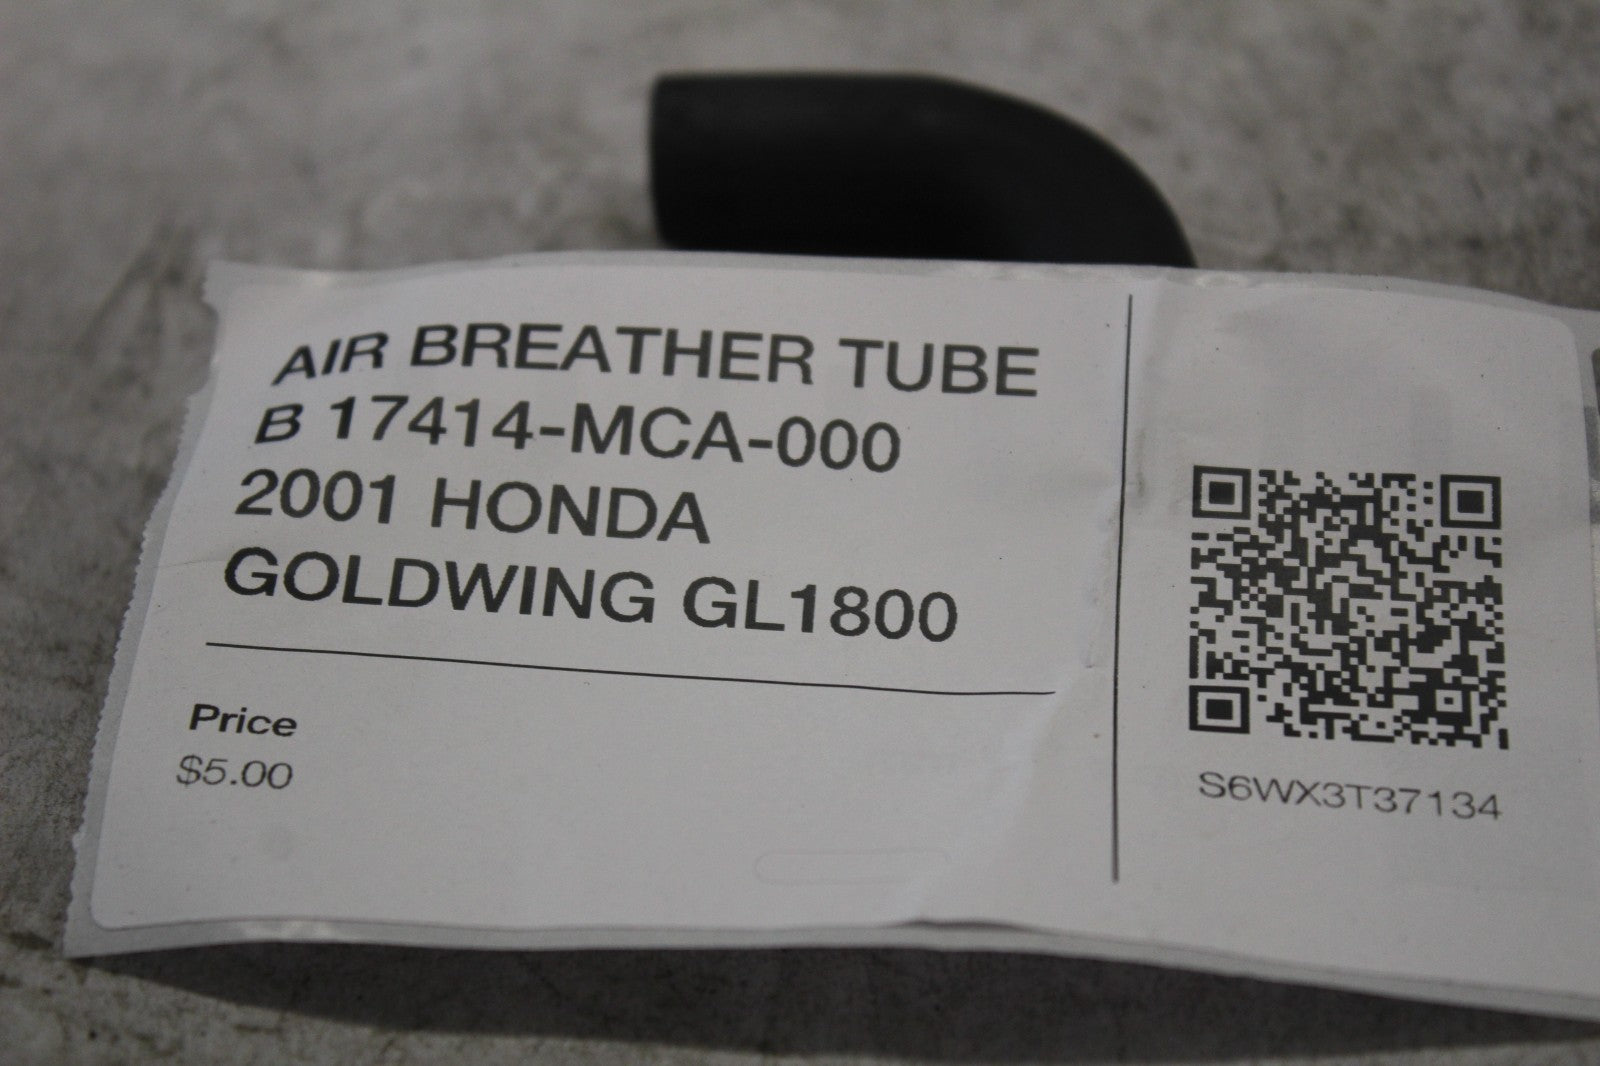 AIR BREATHER TUBE
B 17414-MCA-000
2001 HONDA
GOLDWING GL1800
Price
$5.00
S6WX3T37134